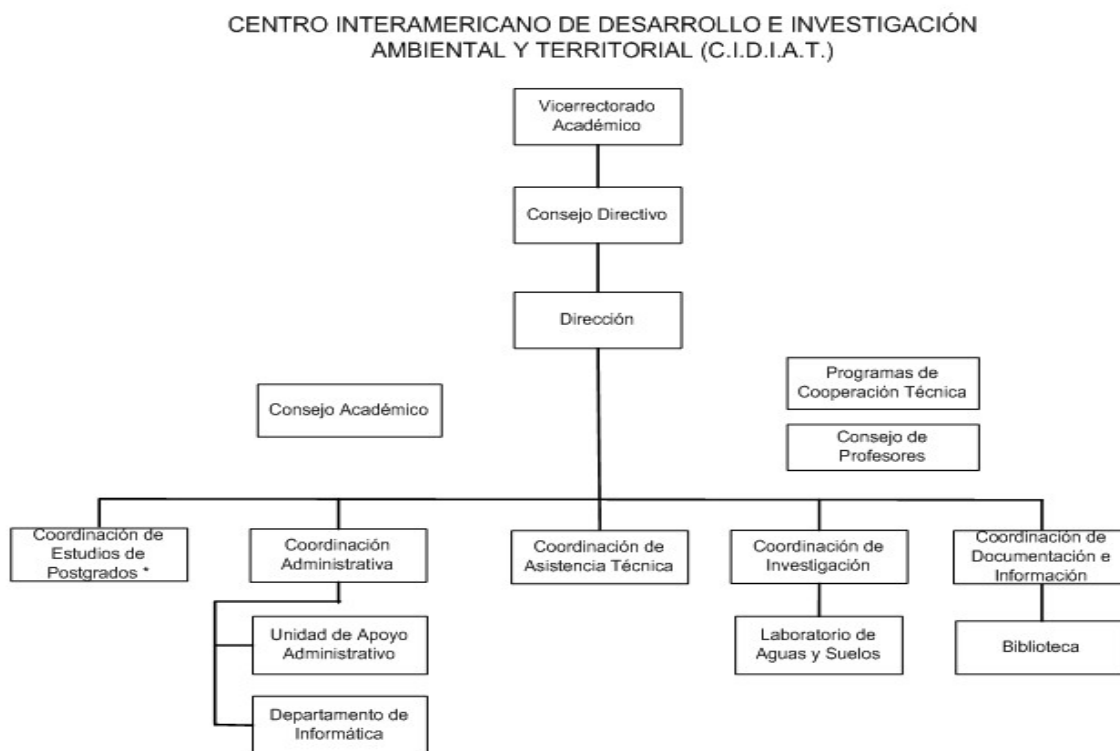 CENTRO INTERAMERICANO DE DESARROLLO E INVESTIGACIÓN
AMBIENTAL Y TERRITORIAL (C.I.D.I.A.T.)
Vicerrectorado
Académico
Consejo Directivo
Dirección
Consejo Académico
Programas de
Cooperación Técnica
Consejo de
Profesores
Coordinación de
Estudios de
Postgrados *
Coordinación
Administrativa
Coordinación de
Asistencia Técnica
Coordinación de
Investigación
Coordinación de
Documentación e
Información
Unidad de Apoyo
Administrativo
Laboratorio de
Aguas y Suelos
Biblioteca
Departamento de
Informática